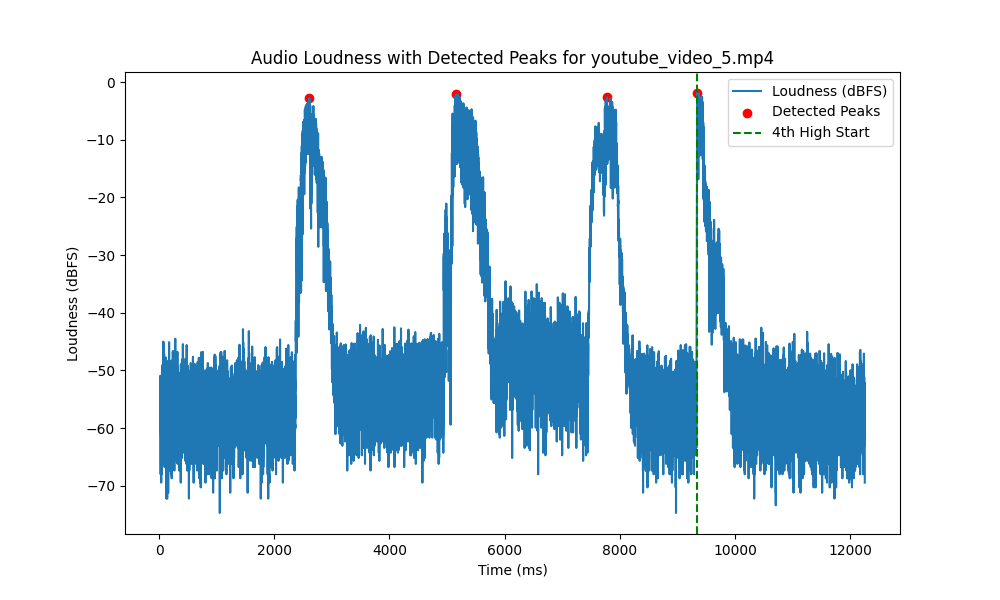 Audio Loudness with Detected Peaks for youtube_video_5.mp4
Loudness (dBFS)
Detected Peaks
4th High Start
0
−10
−20
−30
−40
−50
−60
−70
Loudness (dBFS)
0
2000
4000
6000
8000
10000
12000
Time (ms)